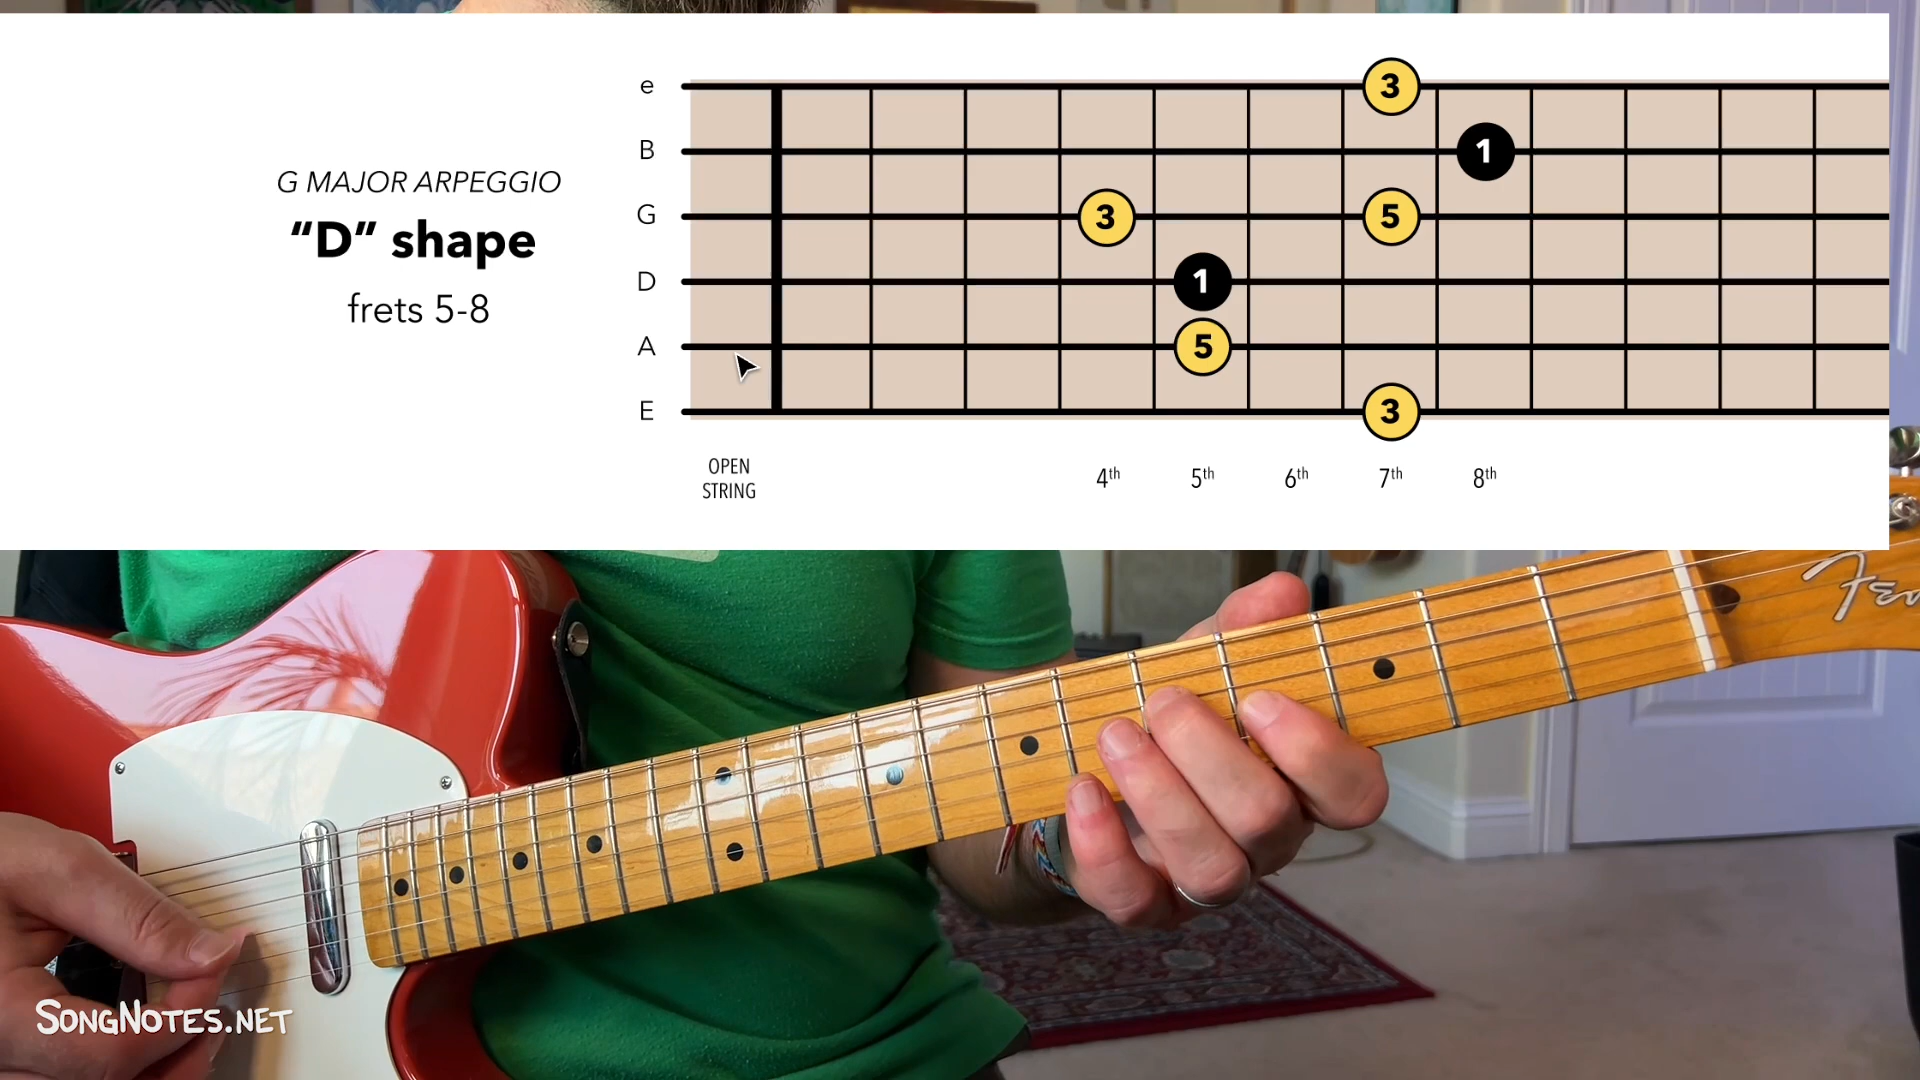 G MAJOR ARPEGGIO
“D” shape
frets 5-8
e
3
B
1
G
3
5
D
1
A
5
E
3
OPEN
STRING
4th
5th
6th
7th
8th
SONGNOTES.NET